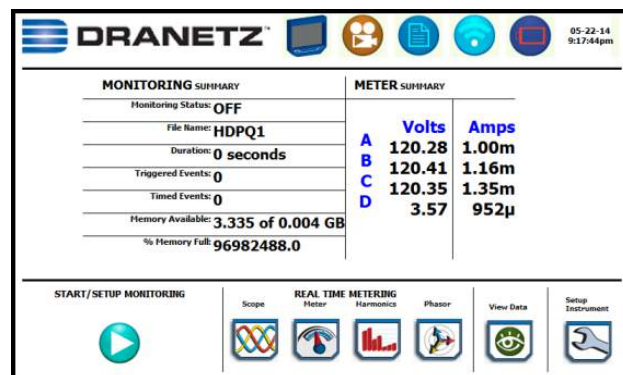 DRANETZ
05-22-14
9:17:44pm
MONITORING SUMMARY
Monitoring Status: OFF
File Name: HDPQ1
Duration: 0 seconds
Triggered Events: 0
Timed Events: 0
Memory Available: 3.335 of 0.004 GB
% Memory Full: 96982488.0
METER SUMMARY
Volts Amps
A 120.28 1.00m
B 120.41 1.16m
C 120.35 1.35m
D 3.57 952µ
START/SETUP MONITORING
REAL TIME METERING
Scope Meter Harmonics Phasor
View Data
Setup
Instrument